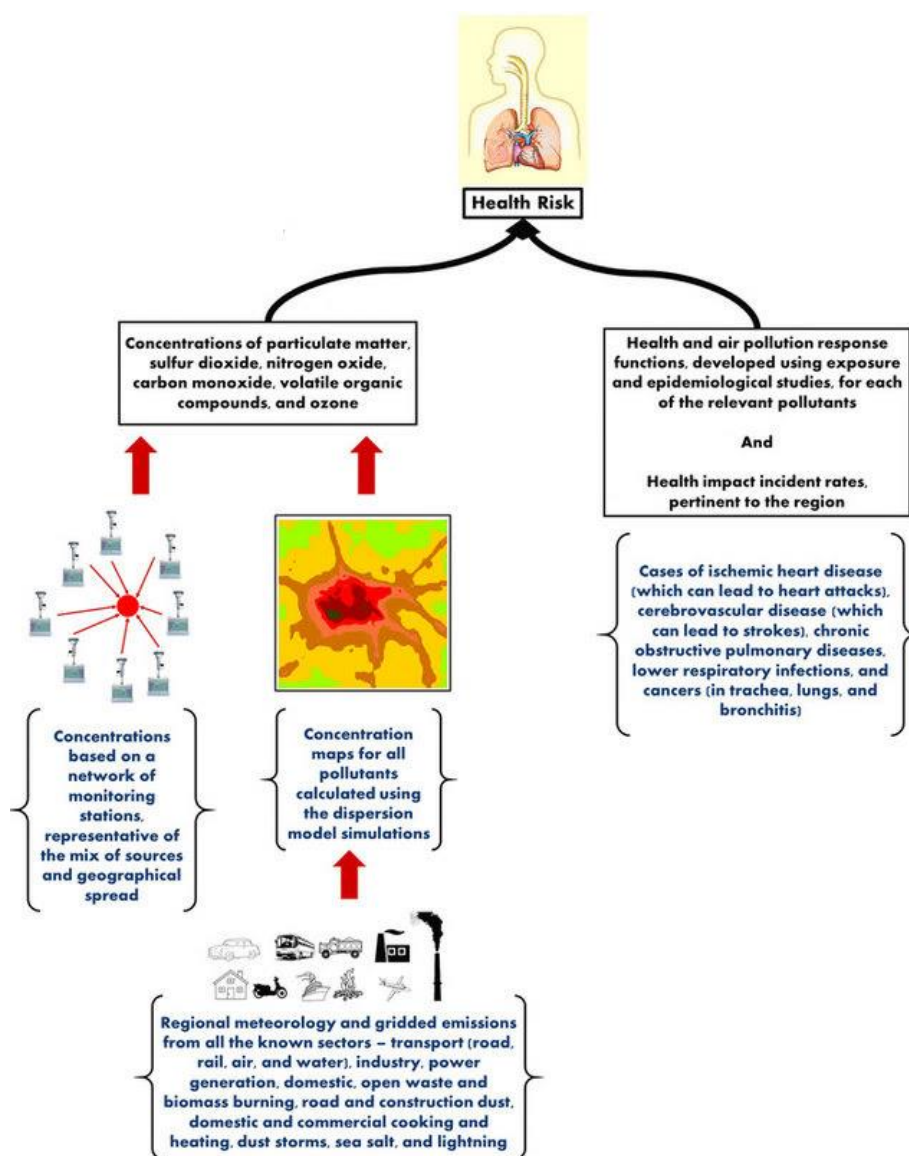 Health Risk
Concentrations of particulate matter,
sulfur dioxide, nitrogen oxide,
carbon monoxide, volatile organic
compounds, and ozone
Health and air pollution response
functions, developed using exposure
and epidemiological studies, for each
of the relevant pollutants
And
Health impact incident rates,
pertinent to the region
Cases of ischemic heart disease
(which can lead to heart attacks),
cerebrovascular disease (which
can lead to strokes), chronic
obstructive pulmonary diseases,
lower respiratory infections, and
cancers (in trachea, lungs, and
bronchitis)
Concentrations
based on a
network of
monitoring
stations,
representative of
the mix of sources
and geographical
spread
Concentration
maps for all
pollutants
calculated using
the dispersion
model simulations
Regional meteorology and gridded emissions
from all the known sectors – transport (road,
rail, air, and water), industry, power
generation, domestic, open waste and
biomass burning, road and construction dust,
domestic and commercial cooking and
heating, dust storms, sea salt, and lightning